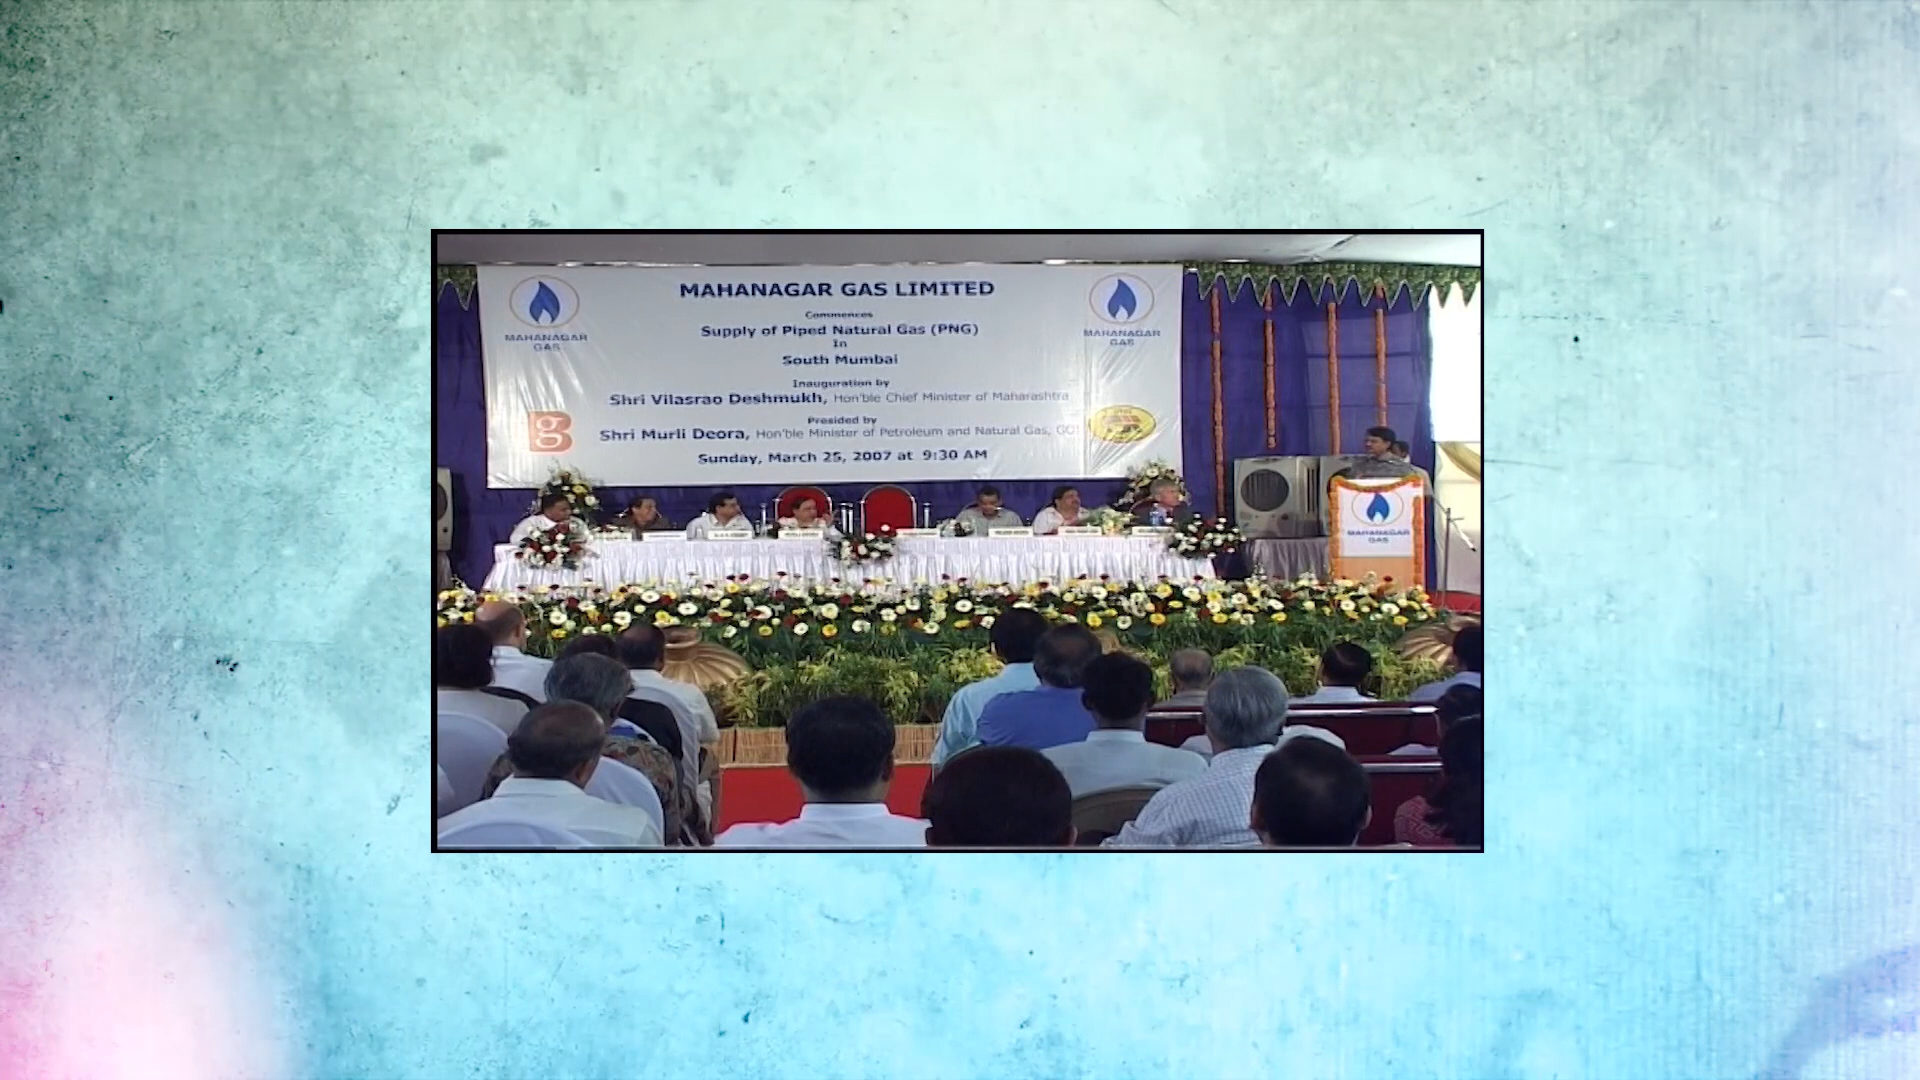 MAHANAGAR GAS LIMITED
Commences
Supply of Piped Natural Gas (PNG)
In
South Mumbai
Inauguration by
Shri Vilasrao Deshmukh, Hon'ble Chief Minister of Maharashtra
Presided by
Shri Murli Deora, Hon'ble Minister of Petroleum and Natural Gas, GOI
Sunday, March 25, 2007 at 9:30 AM
MAHANAGAR
GAS
MAHANAGAR
GAS
bg
MAHANAGAR
GAS